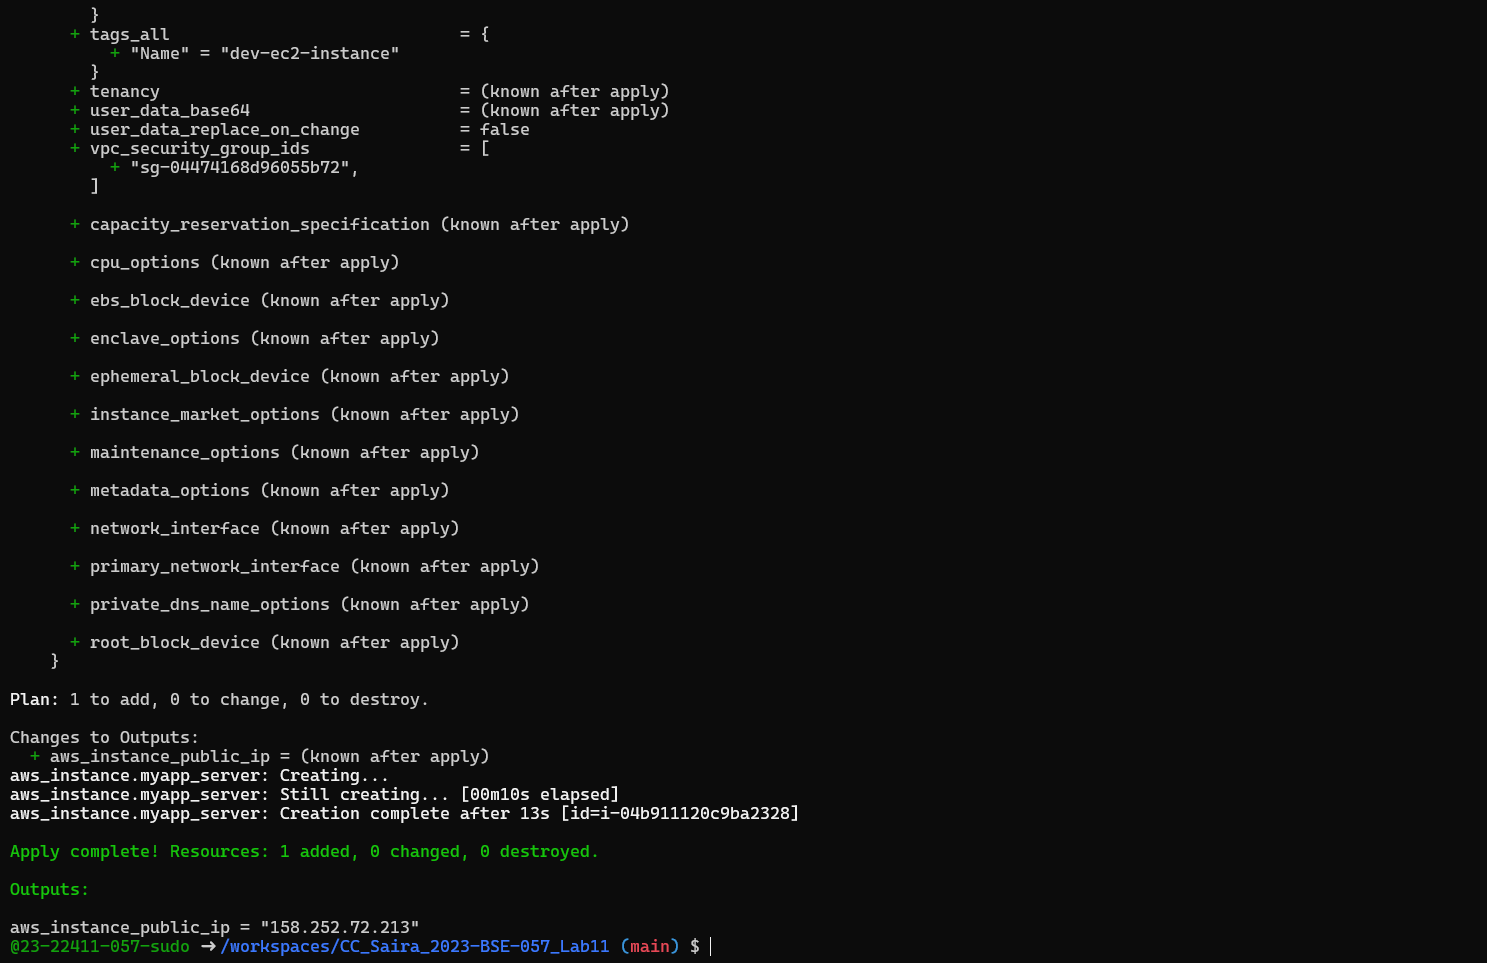 }
      + tags_all                             = {
          + "Name" = "dev-ec2-instance"
        }
      + tenancy                              = (known after apply)
      + user_data_base64                     = (known after apply)
      + user_data_replace_on_change          = false
      + vpc_security_group_ids               = [
          + "sg-04474168d96055b72",
        ]

      + capacity_reservation_specification (known after apply)

      + cpu_options (known after apply)

      + ebs_block_device (known after apply)

      + enclave_options (known after apply)

      + ephemeral_block_device (known after apply)

      + instance_market_options (known after apply)

      + maintenance_options (known after apply)

      + metadata_options (known after apply)

      + network_interface (known after apply)

      + primary_network_interface (known after apply)

      + private_dns_name_options (known after apply)

      + root_block_device (known after apply)
    }

Plan: 1 to add, 0 to change, 0 to destroy.

Changes to Outputs:
  + aws_instance_public_ip = (known after apply)
aws_instance.myapp_server: Creating...
aws_instance.myapp_server: Still creating... [00m10s elapsed]
aws_instance.myapp_server: Creation complete after 13s [id=i-04b911120c9ba2328]

Apply complete! Resources: 1 added, 0 changed, 0 destroyed.

Outputs:

aws_instance_public_ip = "158.252.72.213"
@23-22411-057-sudo ➜ /workspaces/CC_Saira_2023-BSE-057_Lab11 (main) $